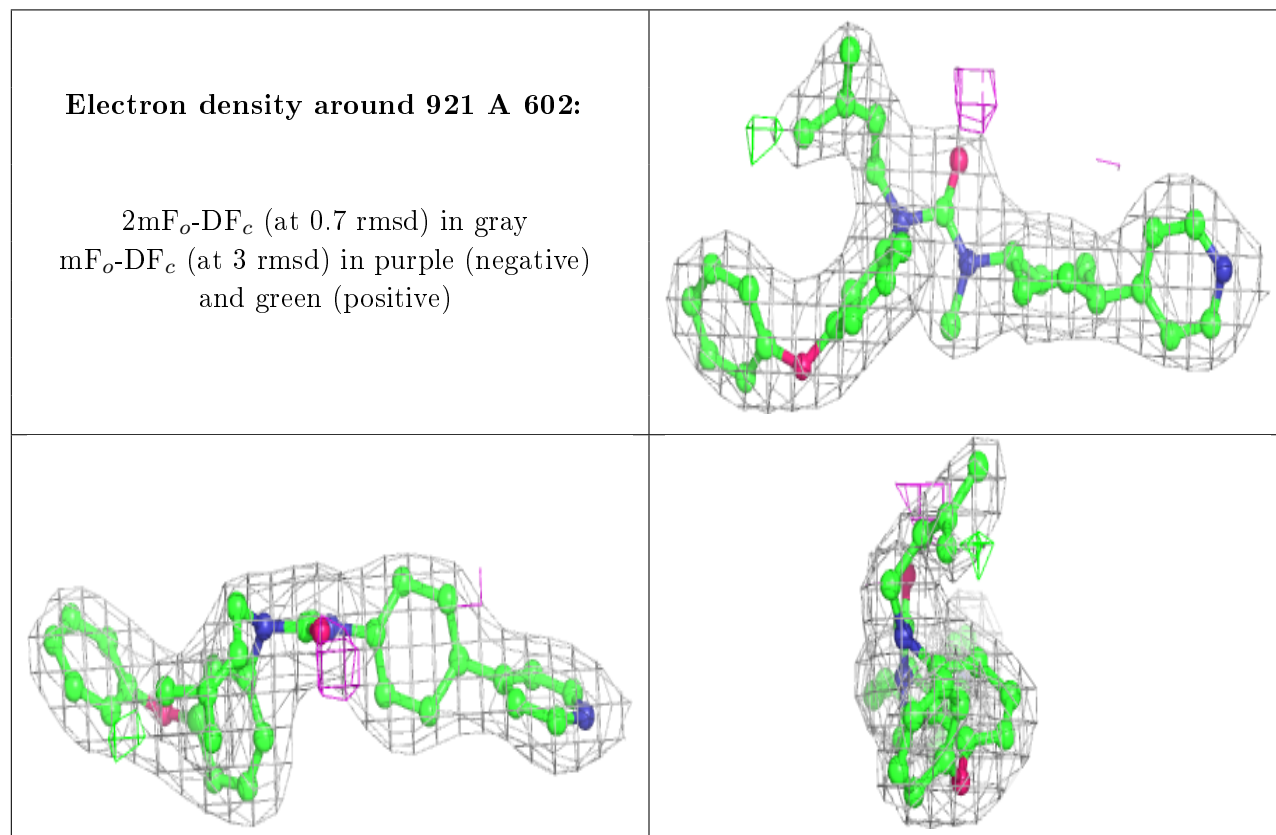 Electron density around 921 A 602:
2mFo-DFc (at 0.7 rmsd) in gray
mFo-DFc (at 3 rmsd) in purple (negative)
and green (positive)